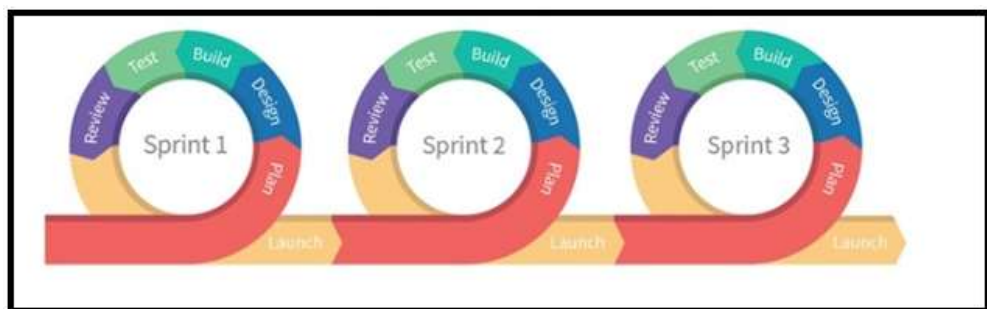 Sprint 1
Plan
Design
Build
Test
Review
Launch
Sprint 2
Plan
Design
Build
Test
Review
Launch
Sprint 3
Plan
Design
Build
Test
Review
Launch